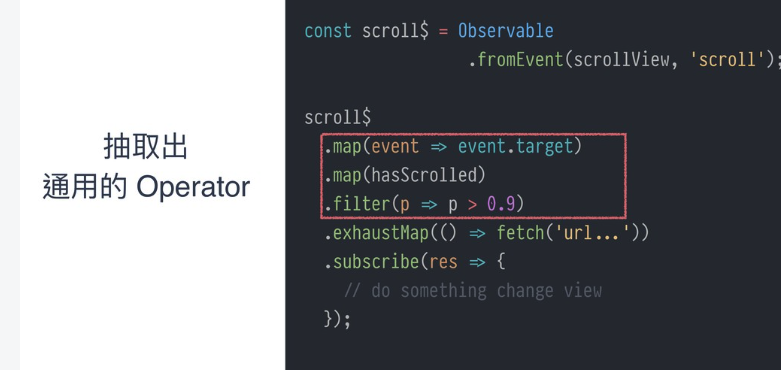 抽取出
通用的 Operator
const scroll$ = Observable
.fromEvent(scrollView, 'scroll');
scroll$
.map(event => event.target)
.map(hasScrolled)
.filter(p => p > 0.9)
.exhaustMap(() => fetch('url...'))
.subscribe(res => {
// do something change view
});